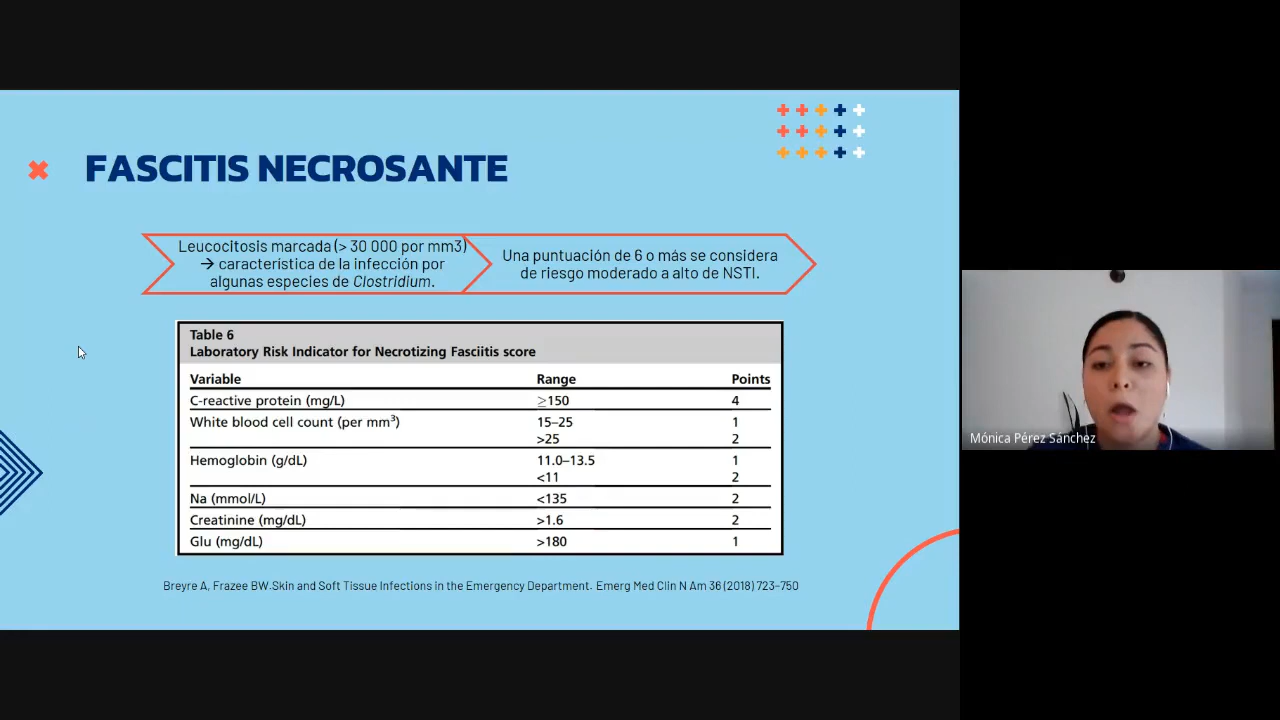 FASCITIS NECROSANTE
Leucocitosis marcada (> 30 000 por mm3)
→ característica de la infección por
algunas especies de Clostridium.
Una puntuación de 6 o más se considera
de riesgo moderado a alto de NSTI.
Table 6
Laboratory Risk Indicator for Necrotizing Fasciitis score
Variable Range Points
C-reactive protein (mg/L) ≥150 4
White blood cell count (per mm³) 15–25 1
>25 2
Hemoglobin (g/dL) 11.0–13.5 1
<11 2
Na (mmol/L) <135 2
Creatinine (mg/dL) >1.6 2
Glu (mg/dL) >180 1
Breyre A, Frazee BW.Skin and Soft Tissue Infections in the Emergency Department. Emerg Med Clin N Am 36 (2018) 723–750
Mónica Pérez Sánchez